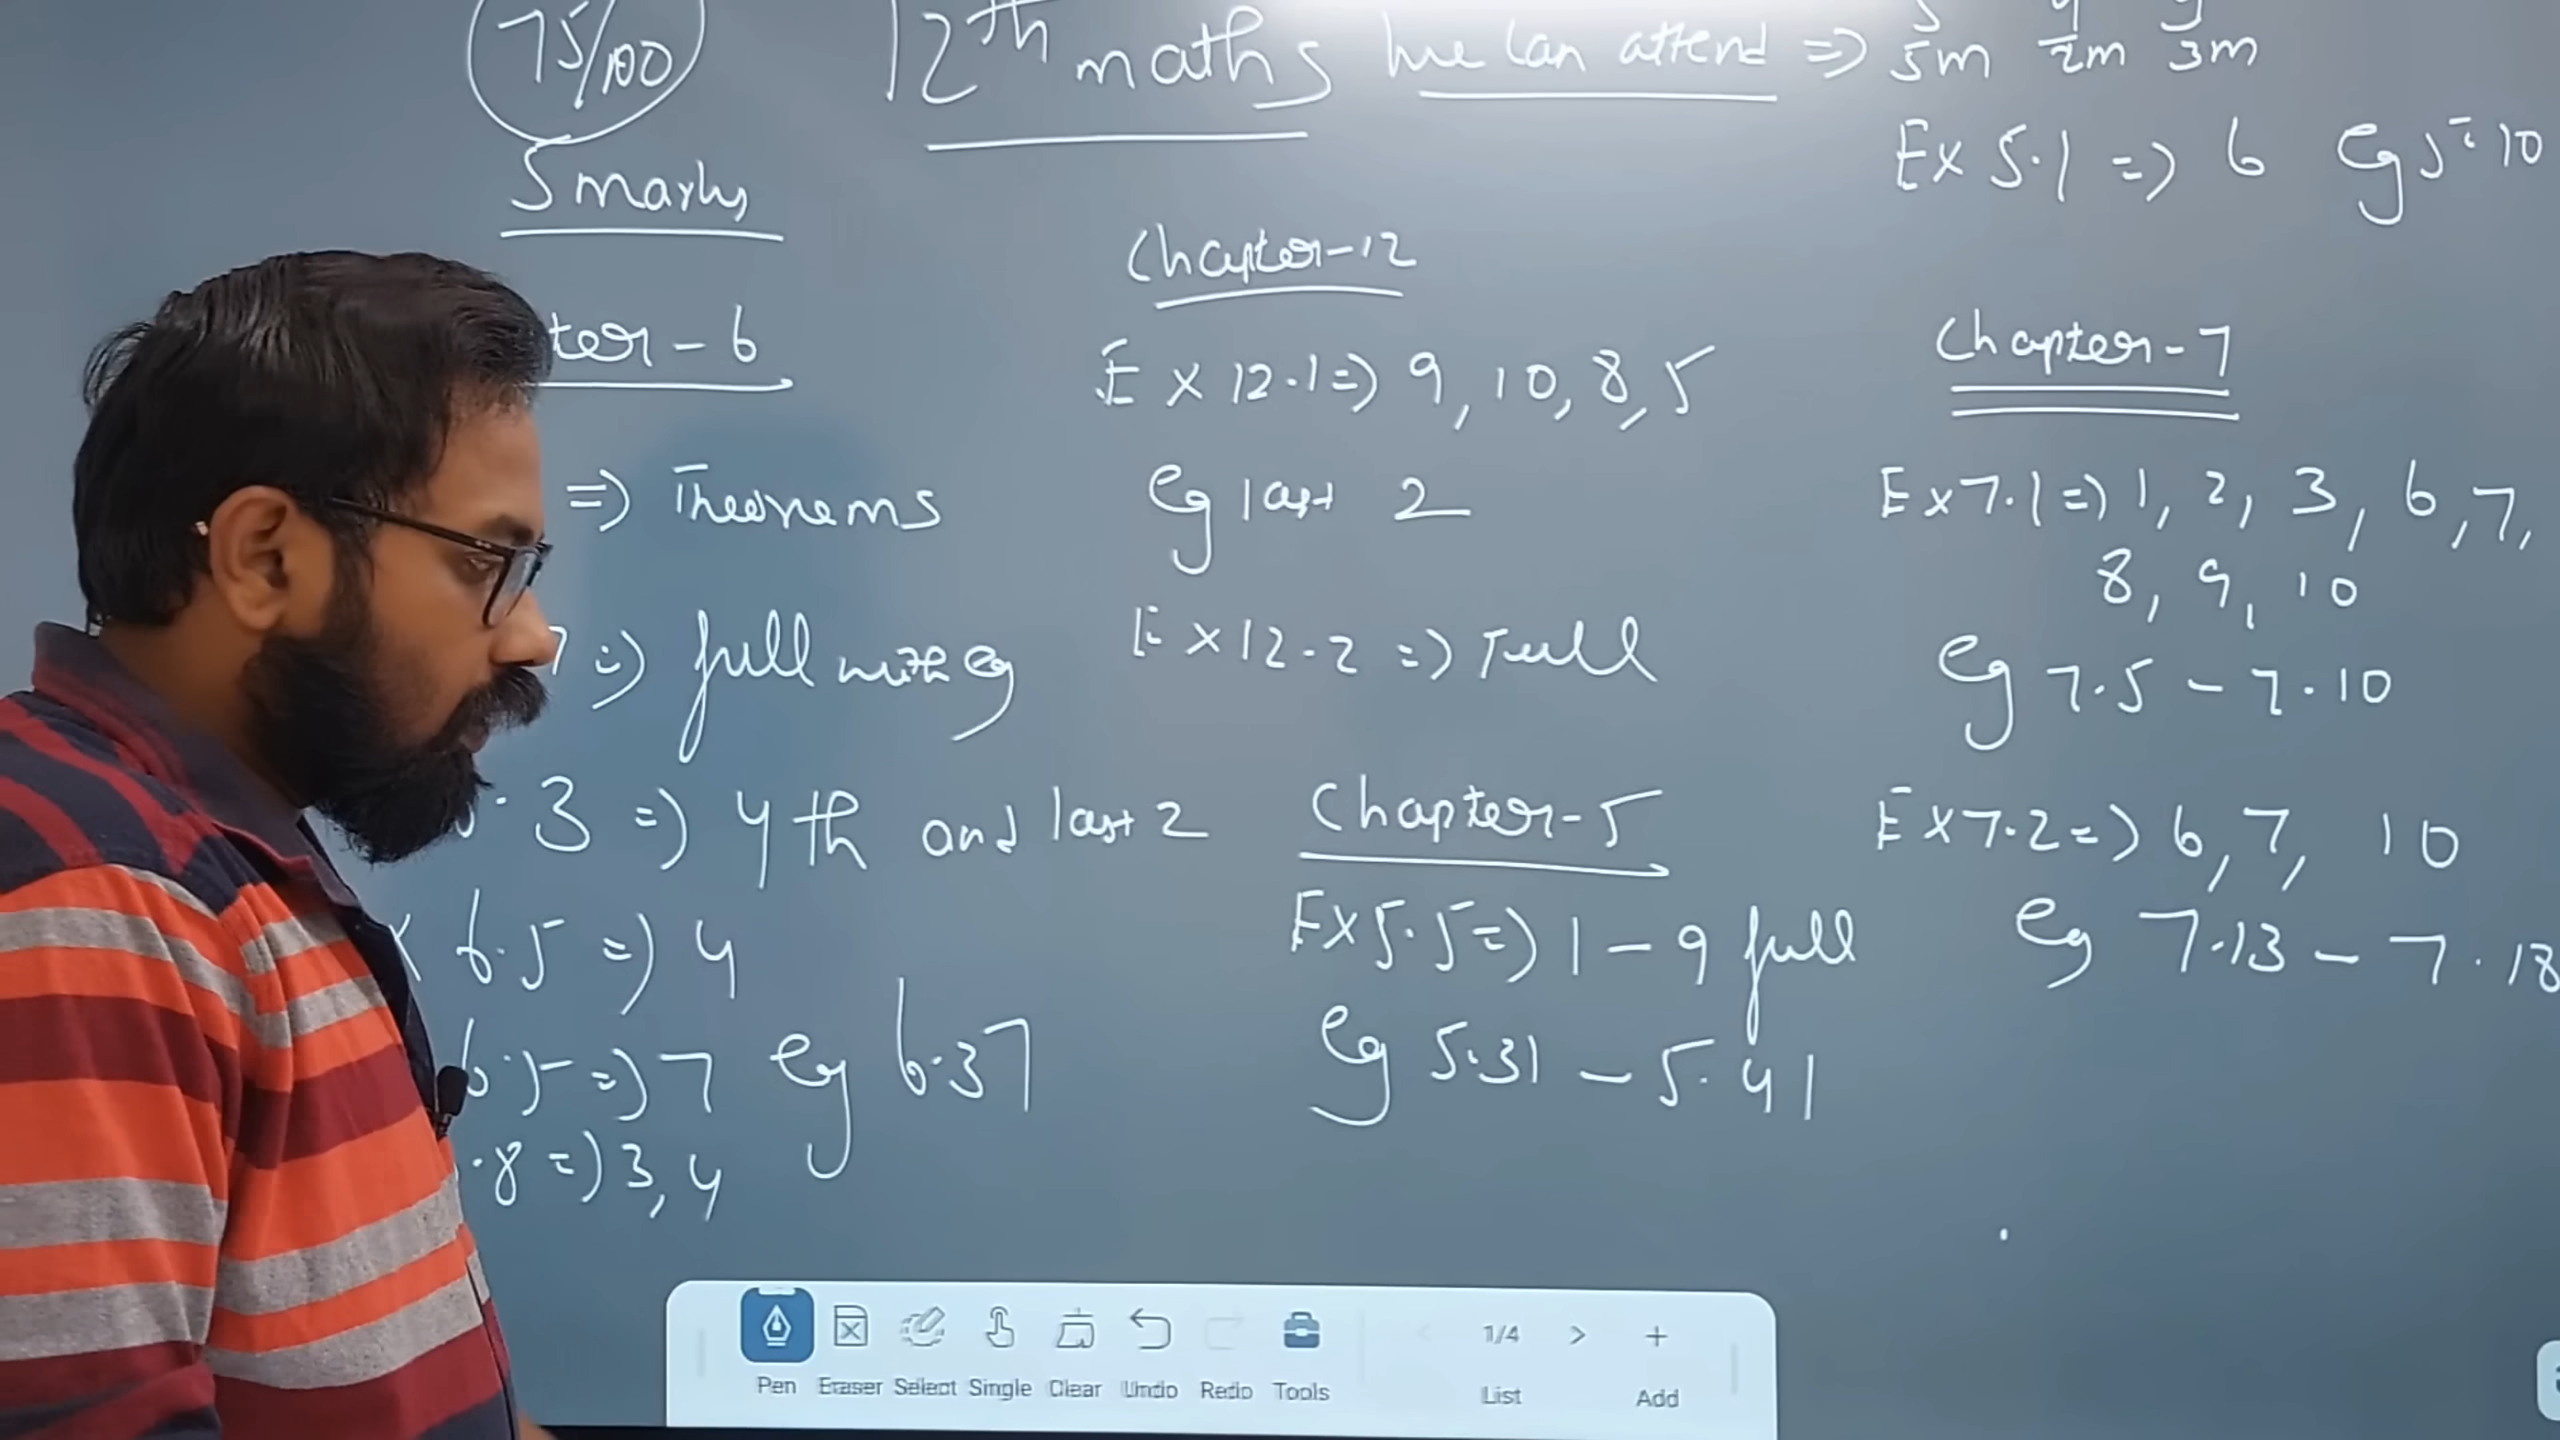 75/100
12th maths we can attend => 5 4 3
5m 2m 3m
Ex 5.1 => 6 eg 5.10
5 marks
ter - 6
=> Theorems
7 => full with eg
. 3 => 4th and last 2
x 6.5 => 4
6.5 => 7 eg 6.37
.8 => 3, 4
Chapter-12
Ex 12.1 => 9, 10, 8, 5
eg last 2
Ex 12.2 => Full
Chapter-5
Ex 5.5 => 1 - 9 full
eg 5.31 - 5.41
Chapter-7
Ex 7.1 => 1, 2, 3, 6, 7,
8, 9, 10
eg 7.5 - 7.10
Ex 7.2 => 6, 7, 10
eg 7.13 - 7.18
1/4
Pen Eraser Select Single Clear Undo Redo Tools List Add